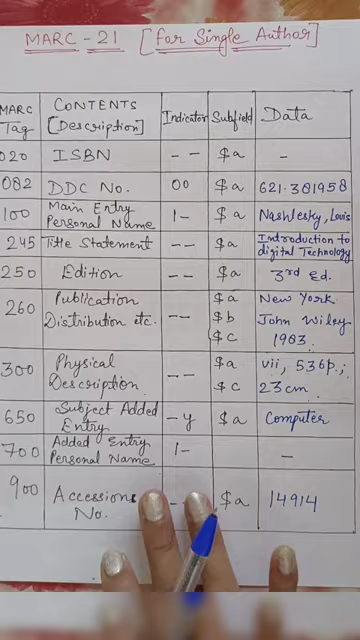 MARC - 21 [for Single Author]
MARC Tag CONTENTS [Description] Indicator Subfield Data
020 ISBN -- $a -
082 DDC No. 00 $a 621.381958
100 Main Entry Personal Name 1- $a Nashlesky, Louis
245 Title Statement -- $a Introduction to digital Technology
250 Edition -- $a 3rd Ed.
260 Publication Distribution etc. -- $a New York
$b John Wiley
$c 1983
300 Physical Description -- $a vii, 536p.;
$c 23cm
650 Subject Added Entry -y $a Computer
700 Added Entry Personal Name 1- -
900 Accessions No. -- $a 14914